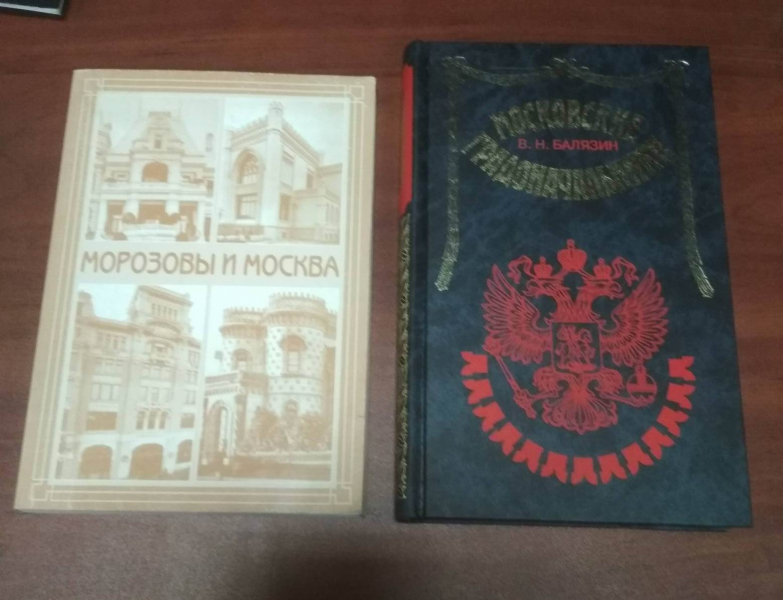 МОРОЗОВЫ И МОСКВА
МОСКОВСКИЕ
В. Н. БАЛЯЗИН
ГРАДОНАЧАЛЬНИКИ